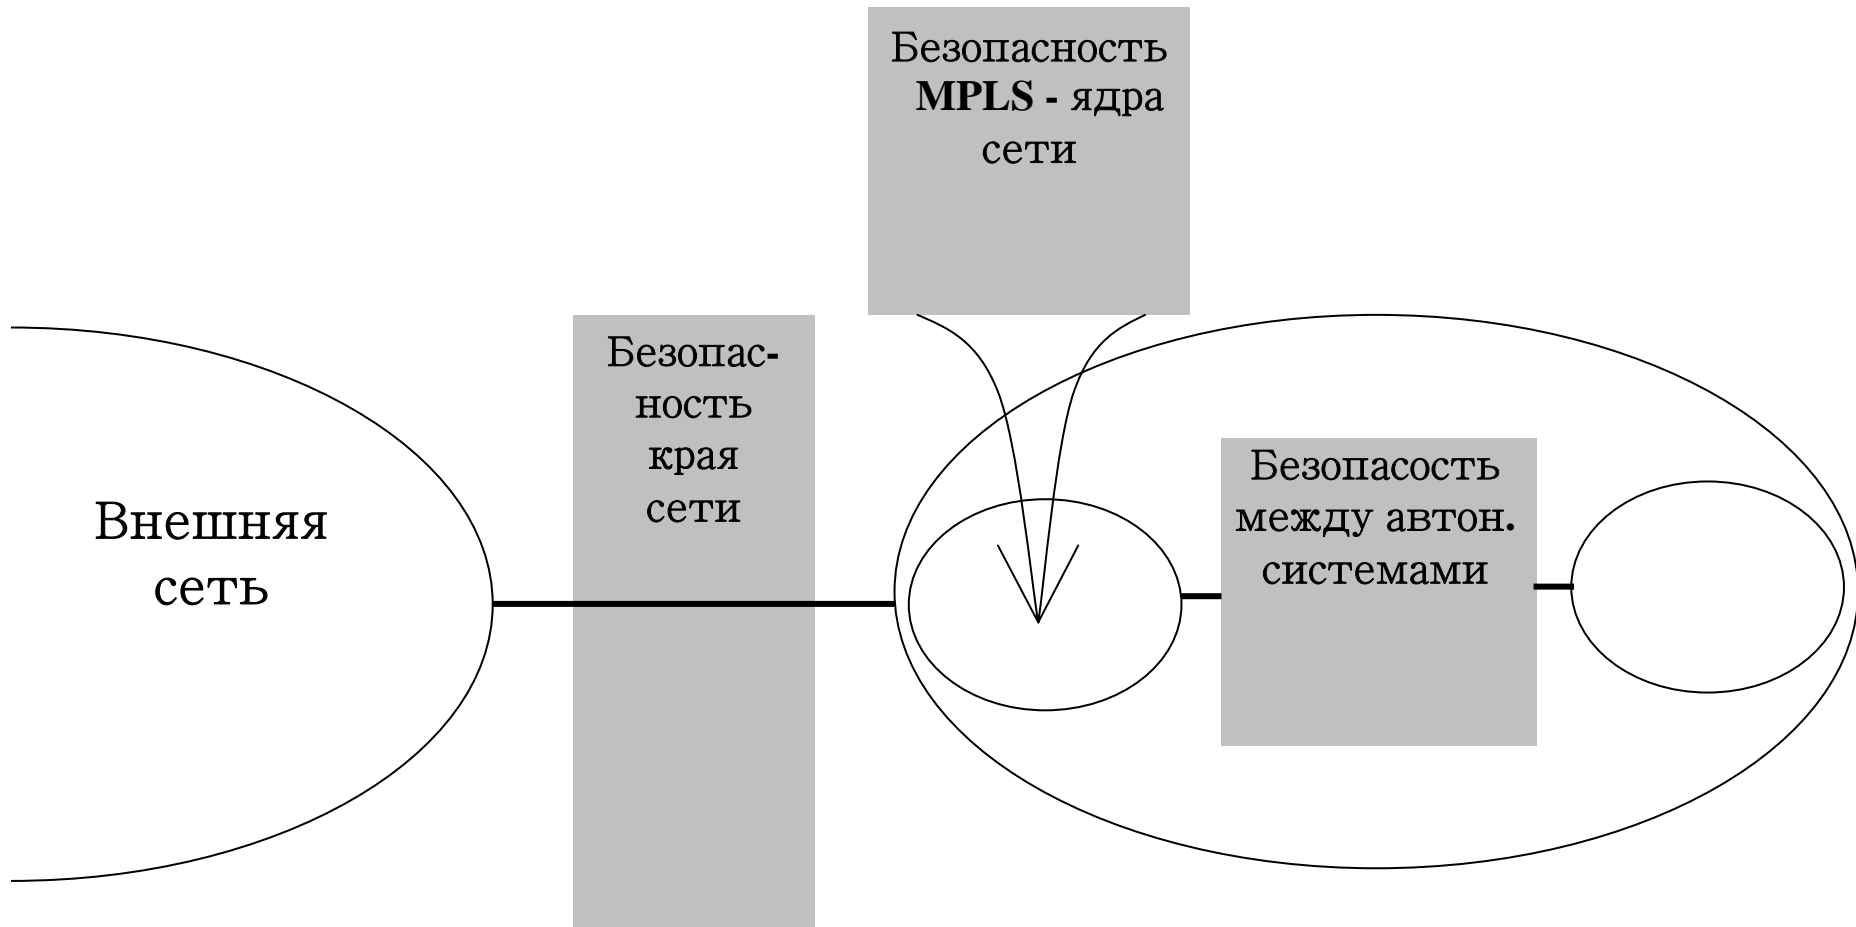 Безопасность
MPLS - ядра
сети
Безопас-
ность
края
сети
Внешняя
сеть
Безопасость
между автон.
системами